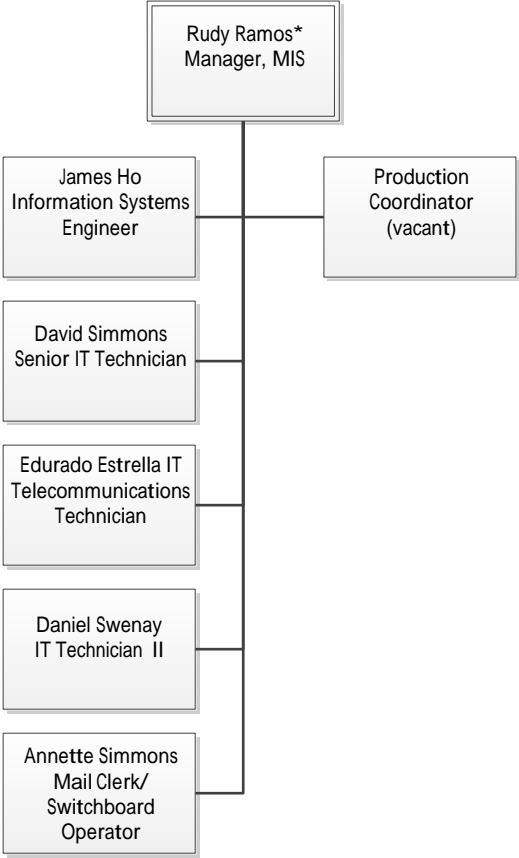 Rudy Ramos*
Manager, MIS
James Ho
Information Systems
Engineer
Production
Coordinator
(vacant)
David Simmons
Senior IT Technician
Edurado Estrella IT
Telecommunications
Technician
Daniel Swenay
IT Technician II
Annette Simmons
Mail Clerk/
Switchboard
Operator